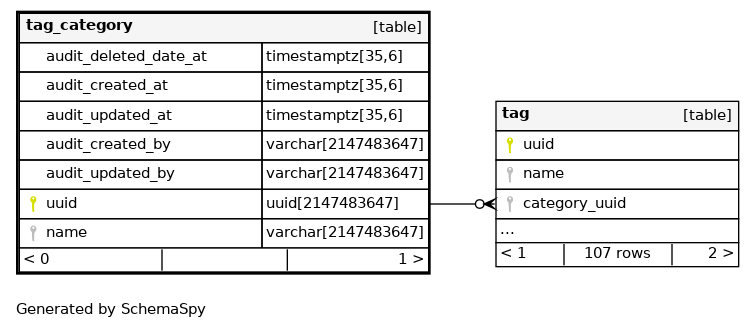 tag_category [table]
audit_deleted_date_at timestamptz[35,6]
audit_created_at timestamptz[35,6]
audit_updated_at timestamptz[35,6]
audit_created_by varchar[2147483647]
audit_updated_by varchar[2147483647]
uuid uuid[2147483647]
name varchar[2147483647]
< 0 1 >
tag [table]
uuid
name
category_uuid
...
< 1 107 rows 2 >
Generated by SchemaSpy